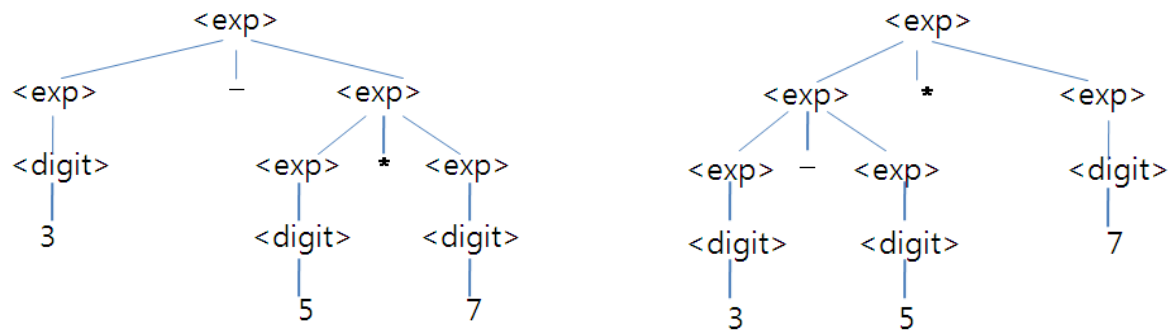 <exp> <exp>
<exp> – <exp> <exp> * <exp>
<digit> <exp> * <exp> <exp> – <exp> <digit>
3 <digit> <digit> <digit> <digit> 7
5 7 3 5